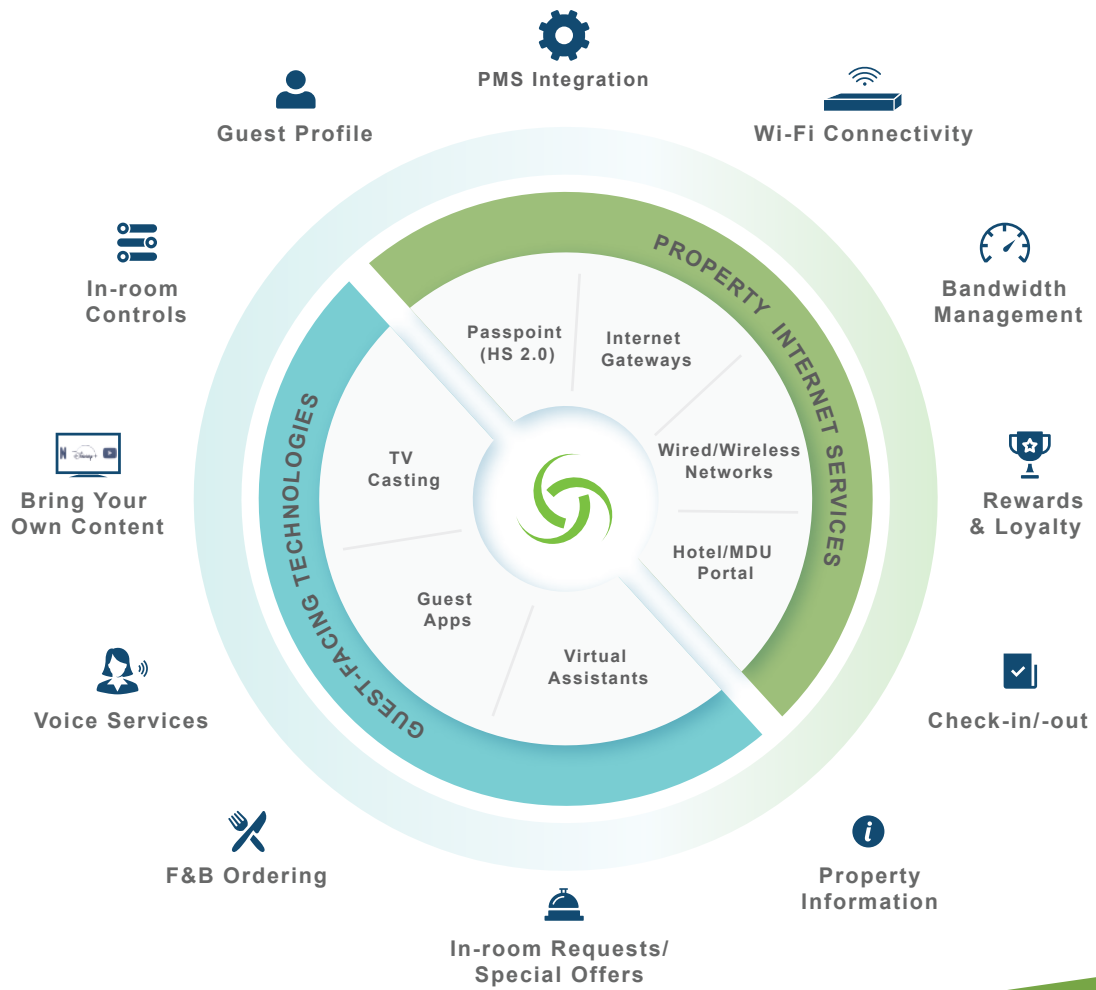 PMS Integration
Guest Profile
Wi-Fi Connectivity
In-room
Controls
Bandwidth
Management
PROPERTY INTERNET SERVICES
Passpoint
(HS 2.0)
Internet
Gateways
Wired/Wireless
Networks
Hotel/MDU
Portal
GUEST-FACING TECHNOLOGIES
TV
Casting
Guest
Apps
Virtual
Assistants
N Disney+
Bring Your
Own Content
Rewards
& Loyalty
Voice Services
Check-in/-out
F&B Ordering
i
Property
Information
In-room Requests/
Special Offers